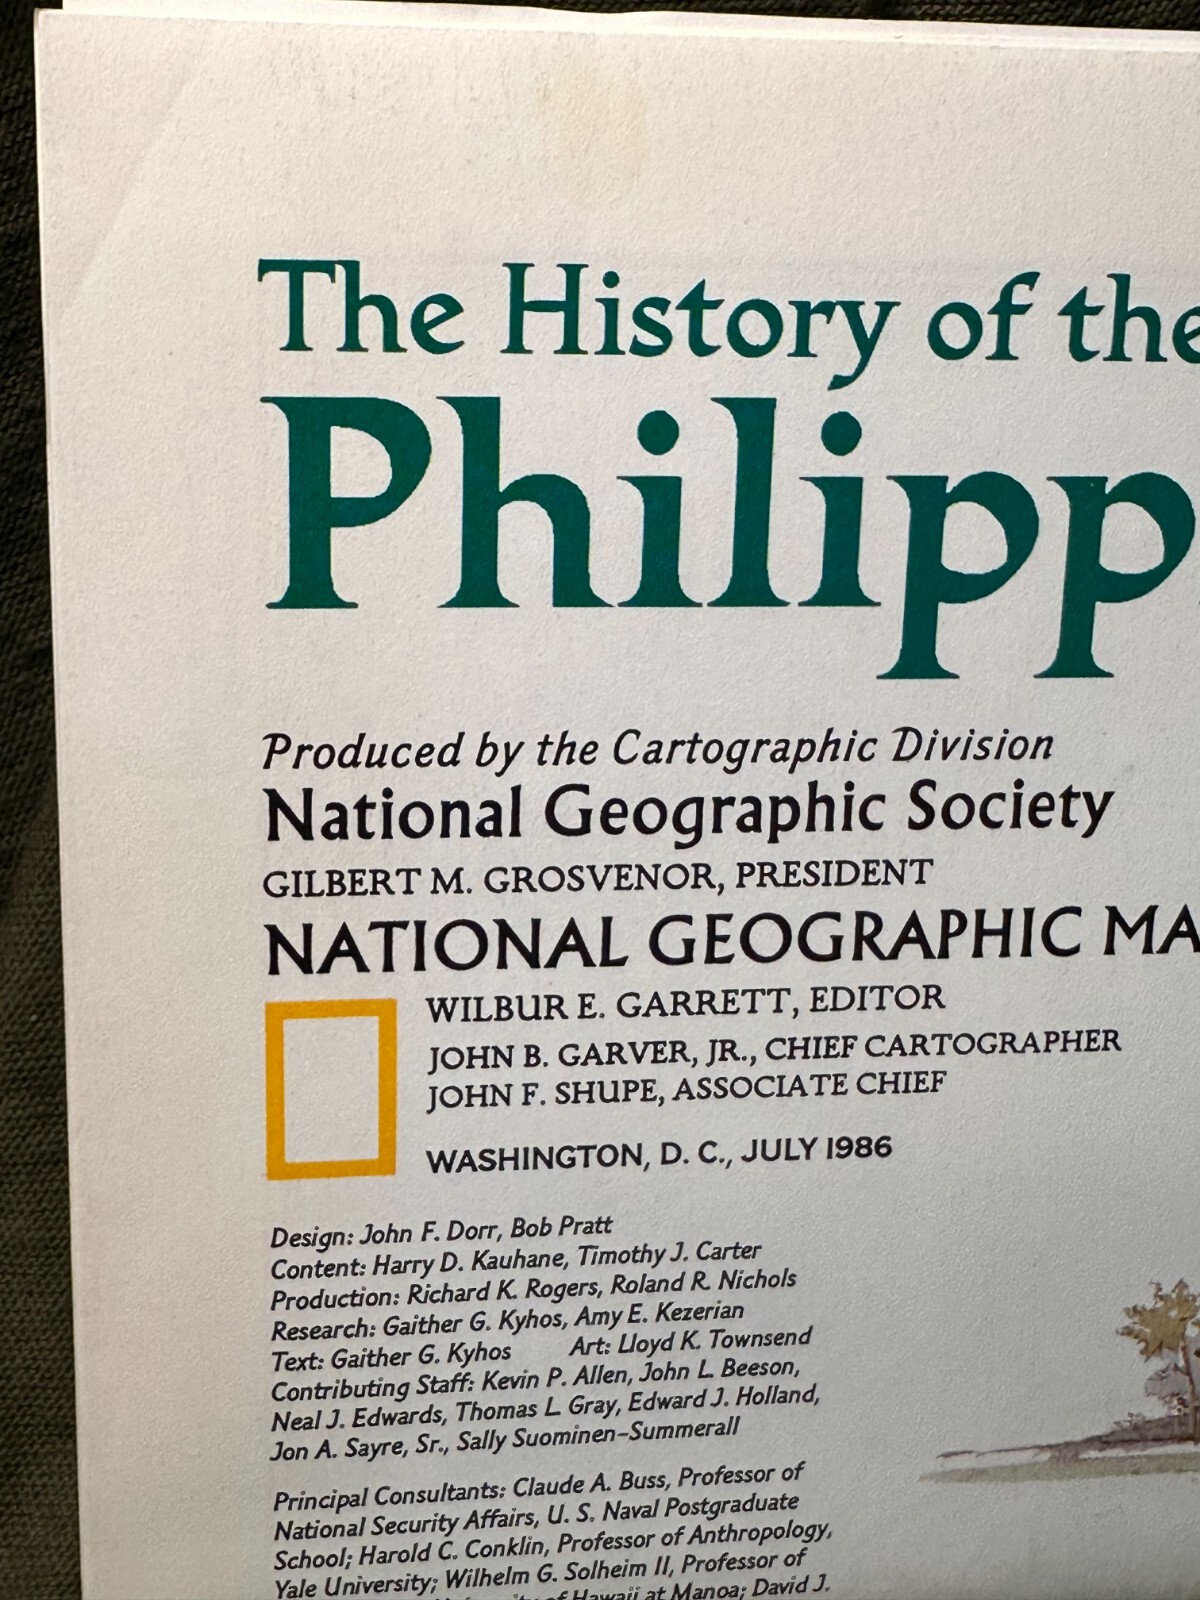 The History of the
Philipp
Produced by the Cartographic Division
National Geographic Society
GILBERT M. GROSVENOR, PRESIDENT
NATIONAL GEOGRAPHIC MA
WILBUR E. GARRETT, EDITOR
JOHN B. GARVER, JR., CHIEF CARTOGRAPHER
JOHN F. SHUPE, ASSOCIATE CHIEF
WASHINGTON, D. C., JULY 1986
Design: John F. Dorr, Bob Pratt
Content: Harry D. Kauhane, Timothy J. Carter
Production: Richard K. Rogers, Roland R. Nichols
Research: Gaither G. Kyhos, Amy E. Kezerian
Text: Gaither G. Kyhos Art: Lloyd K. Townsend
Contributing Staff: Kevin P. Allen, John L. Beeson,
Neal J. Edwards, Thomas L. Gray, Edward J. Holland,
Jon A. Sayre, Sr., Sally Suominen-Summerall
Principal Consultants: Claude A. Buss, Professor of
National Security Affairs, U. S. Naval Postgraduate
School; Harold C. Conklin, Professor of Anthropology,
Yale University; Wilhelm G. Solheim II, Professor of
of Hawaii at Manoa; David J.